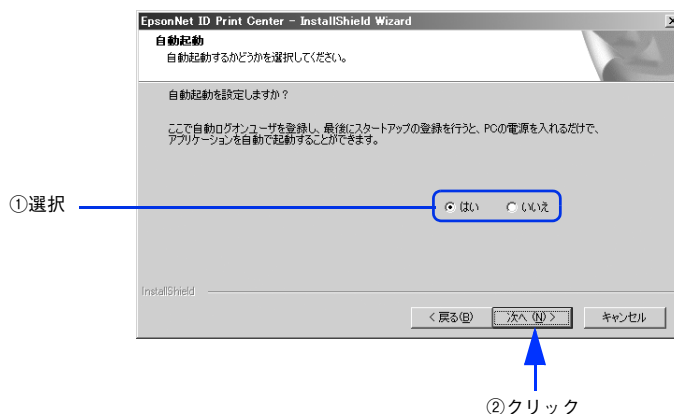 EpsonNet ID Print Center - InstallShield Wizard
自動起動
自動起動するかどうかを選択してください。
自動起動を設定しますか？
ここで自動ログオンユーザを登録し、最後にスタートアップの登録を行うと、PCの電源を入れるだけで、
アプリケーションを自動で起動することができます。
①選択
はい　いいえ
InstallShield
< 戻る(B)　次へ (N) >　キャンセル
②クリック